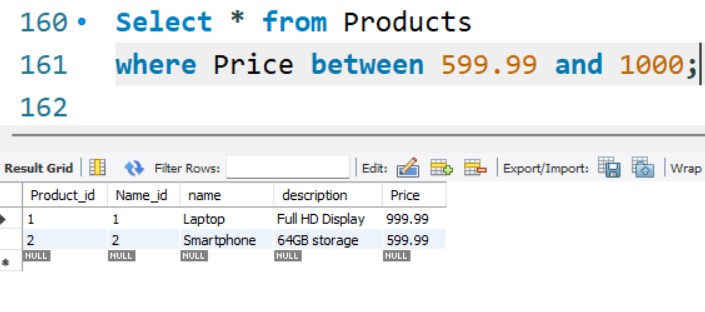 160 Select * from Products
161 where Price between 599.99 and 1000;
162
Result Grid Filter Rows: Edit: Export/Import: Wrap
Product_id Name_id name description Price
1 1 Laptop Full HD Display 999.99
2 2 Smartphone 64GB storage 599.99
NULL NULL NULL NULL NULL